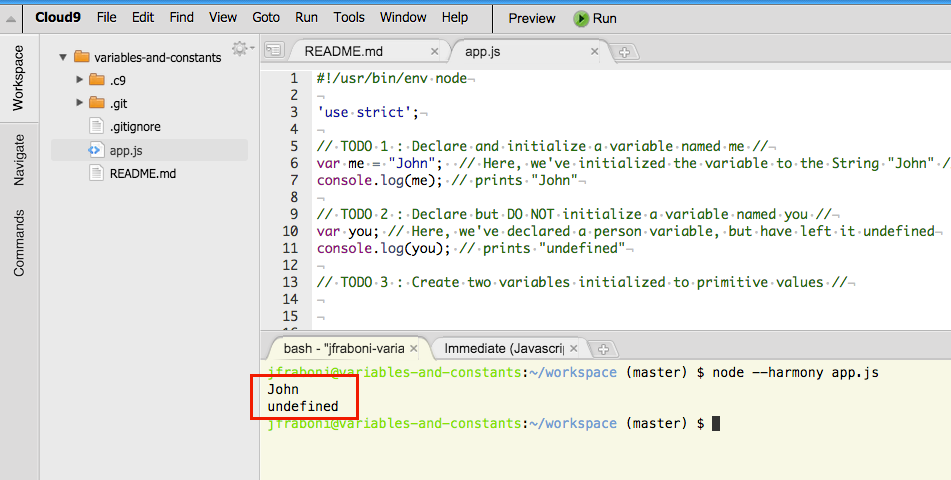 Cloud9 File Edit Find View Goto Run Tools Window Help Preview Run
Workspace
Navigate
Commands
variables-and-constants
.c9
.git
.gitignore
app.js
README.md
README.md × app.js ×
1 #!/usr/bin/env node
2
3 'use strict';
4
5 // TODO 1 : Declare and initialize a variable named me //
6 var me = "John"; // Here, we've initialized the variable to the String "John" /
7 console.log(me); // prints "John"
8
9 // TODO 2 : Declare but DO NOT initialize a variable named you //
10 var you; // Here, we've declared a person variable, but have left it undefined
11 console.log(you); // prints "undefined"
12
13 // TODO 3 : Create two variables initialized to primitive values //
14
15
bash - "jfraboni-varia × Immediate (Javascrip ×
jfraboni@variables-and-constants:~/workspace (master) $ node --harmony app.js
John
undefined
jfraboni@variables-and-constants:~/workspace (master) $